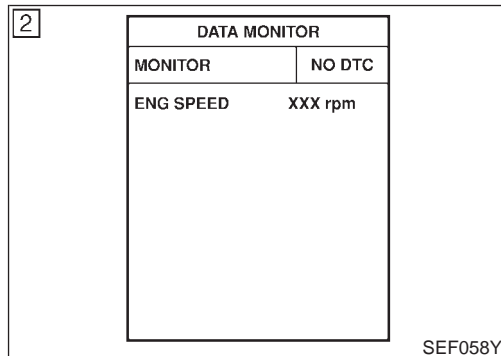 2
DATA MONITOR
MONITOR NO DTC
ENG SPEED XXX rpm
SEF058Y